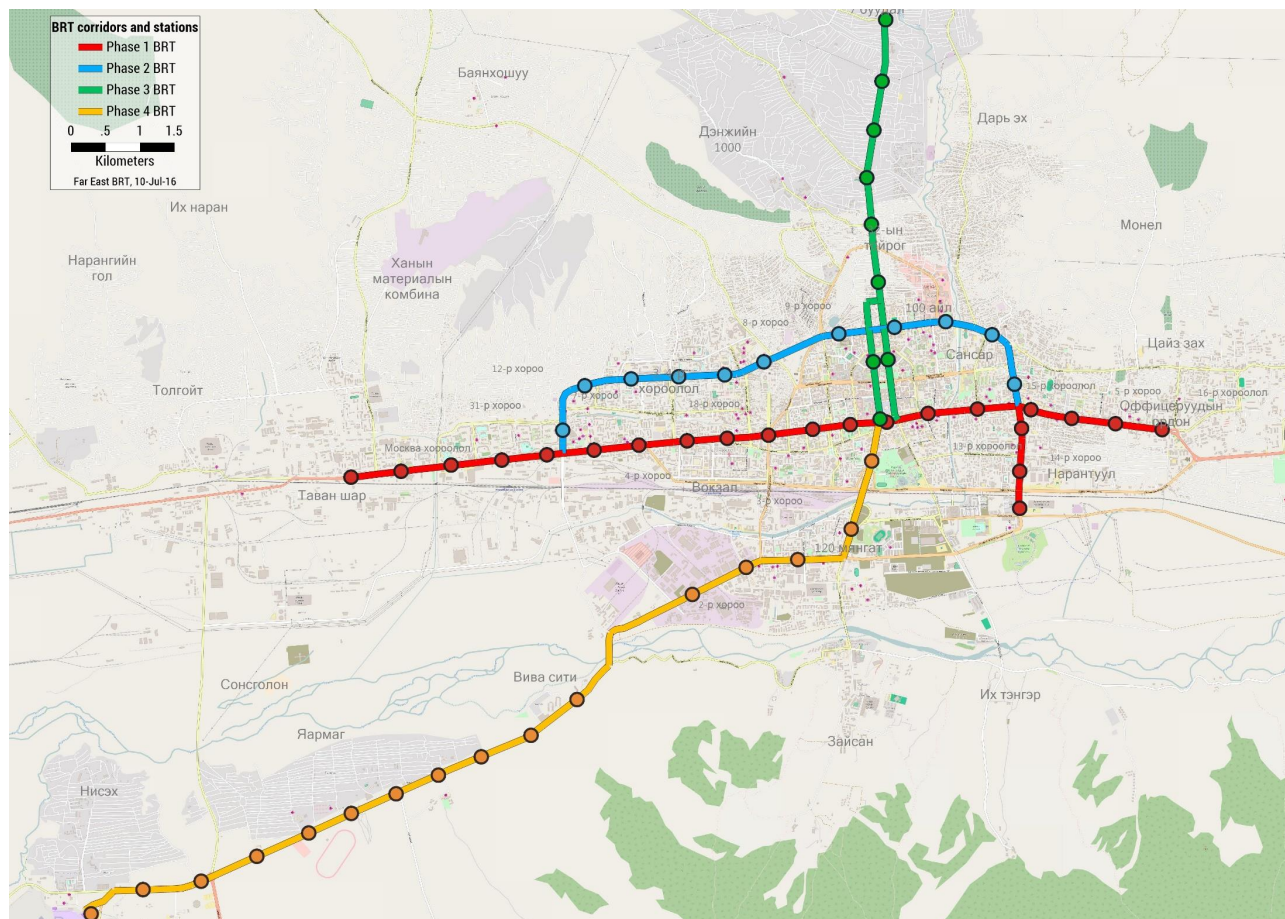 BRT corridors and stations
Phase 1 BRT
Phase 2 BRT
Phase 3 BRT
Phase 4 BRT
0 .5 1 1.5
Kilometers
Far East BRT, 10-Jul-16
Баянхошуу
Дарь эх
Дэнжийн
1000
Их наран
Монел
Нарангийн
гол
Ханын
материалын
комбина
9-р хороо
100 айл
8-р хороо
Цайз зах
Сансар
12-р хороо
Толгойт
хороолол
15-р хороолол
5-р хороо
16-р хороолол
31-р хороо
18-р хороо
Оффицеруудын
Москва хороолол
13-р хороолол
14-р хороо
4-р хороо
Вокзал
Нарантуул
Таван шар
3-р хороо
120 мянгат
2-р хороо
Вива сити
Сонсголон
Их тэнгэр
Яармаг
Зайсан
Нисэх